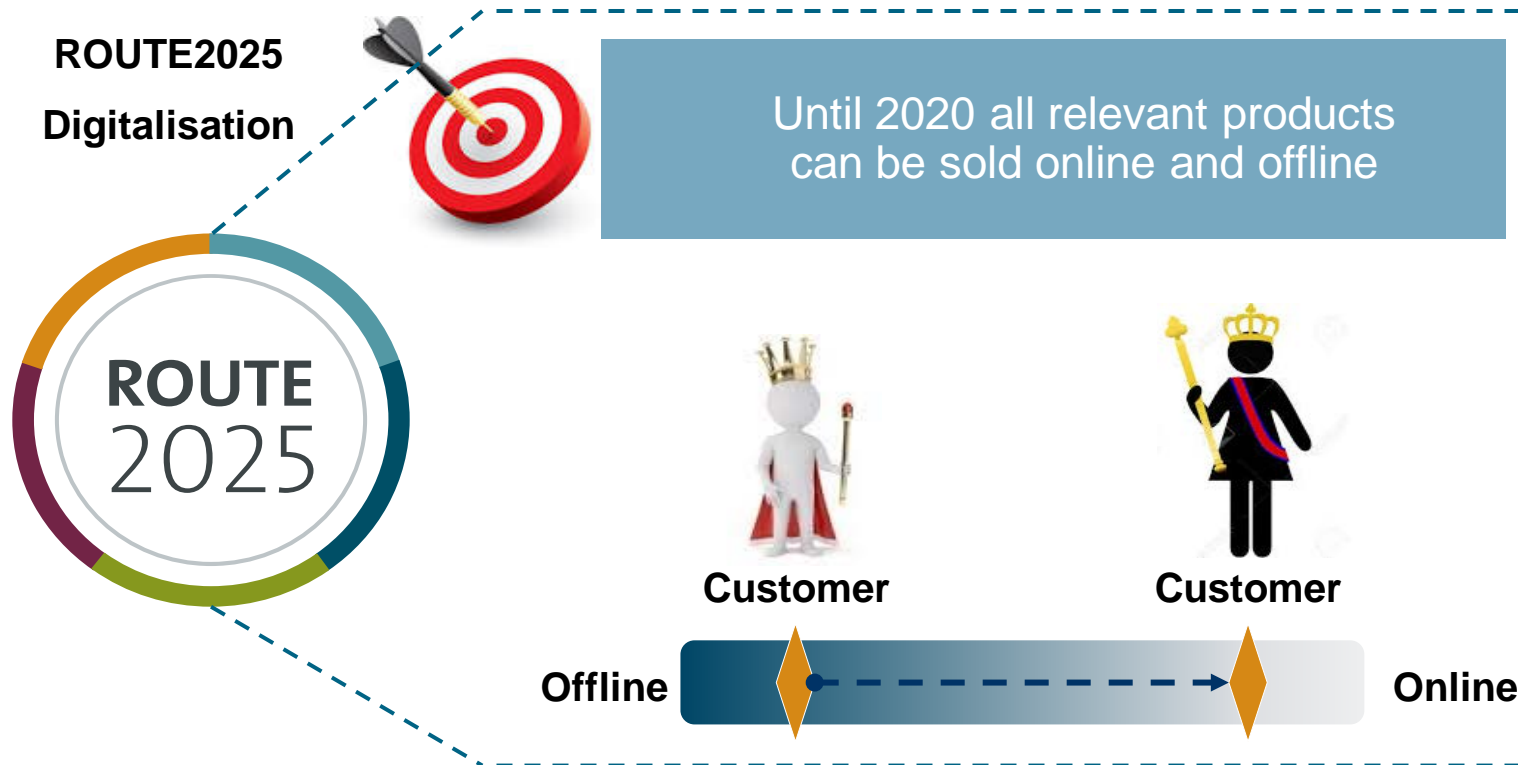 ROUTE2025
Digitalisation
Until 2020 all relevant products
can be sold online and offline
ROUTE
2025
Customer
Customer
Offline
Online